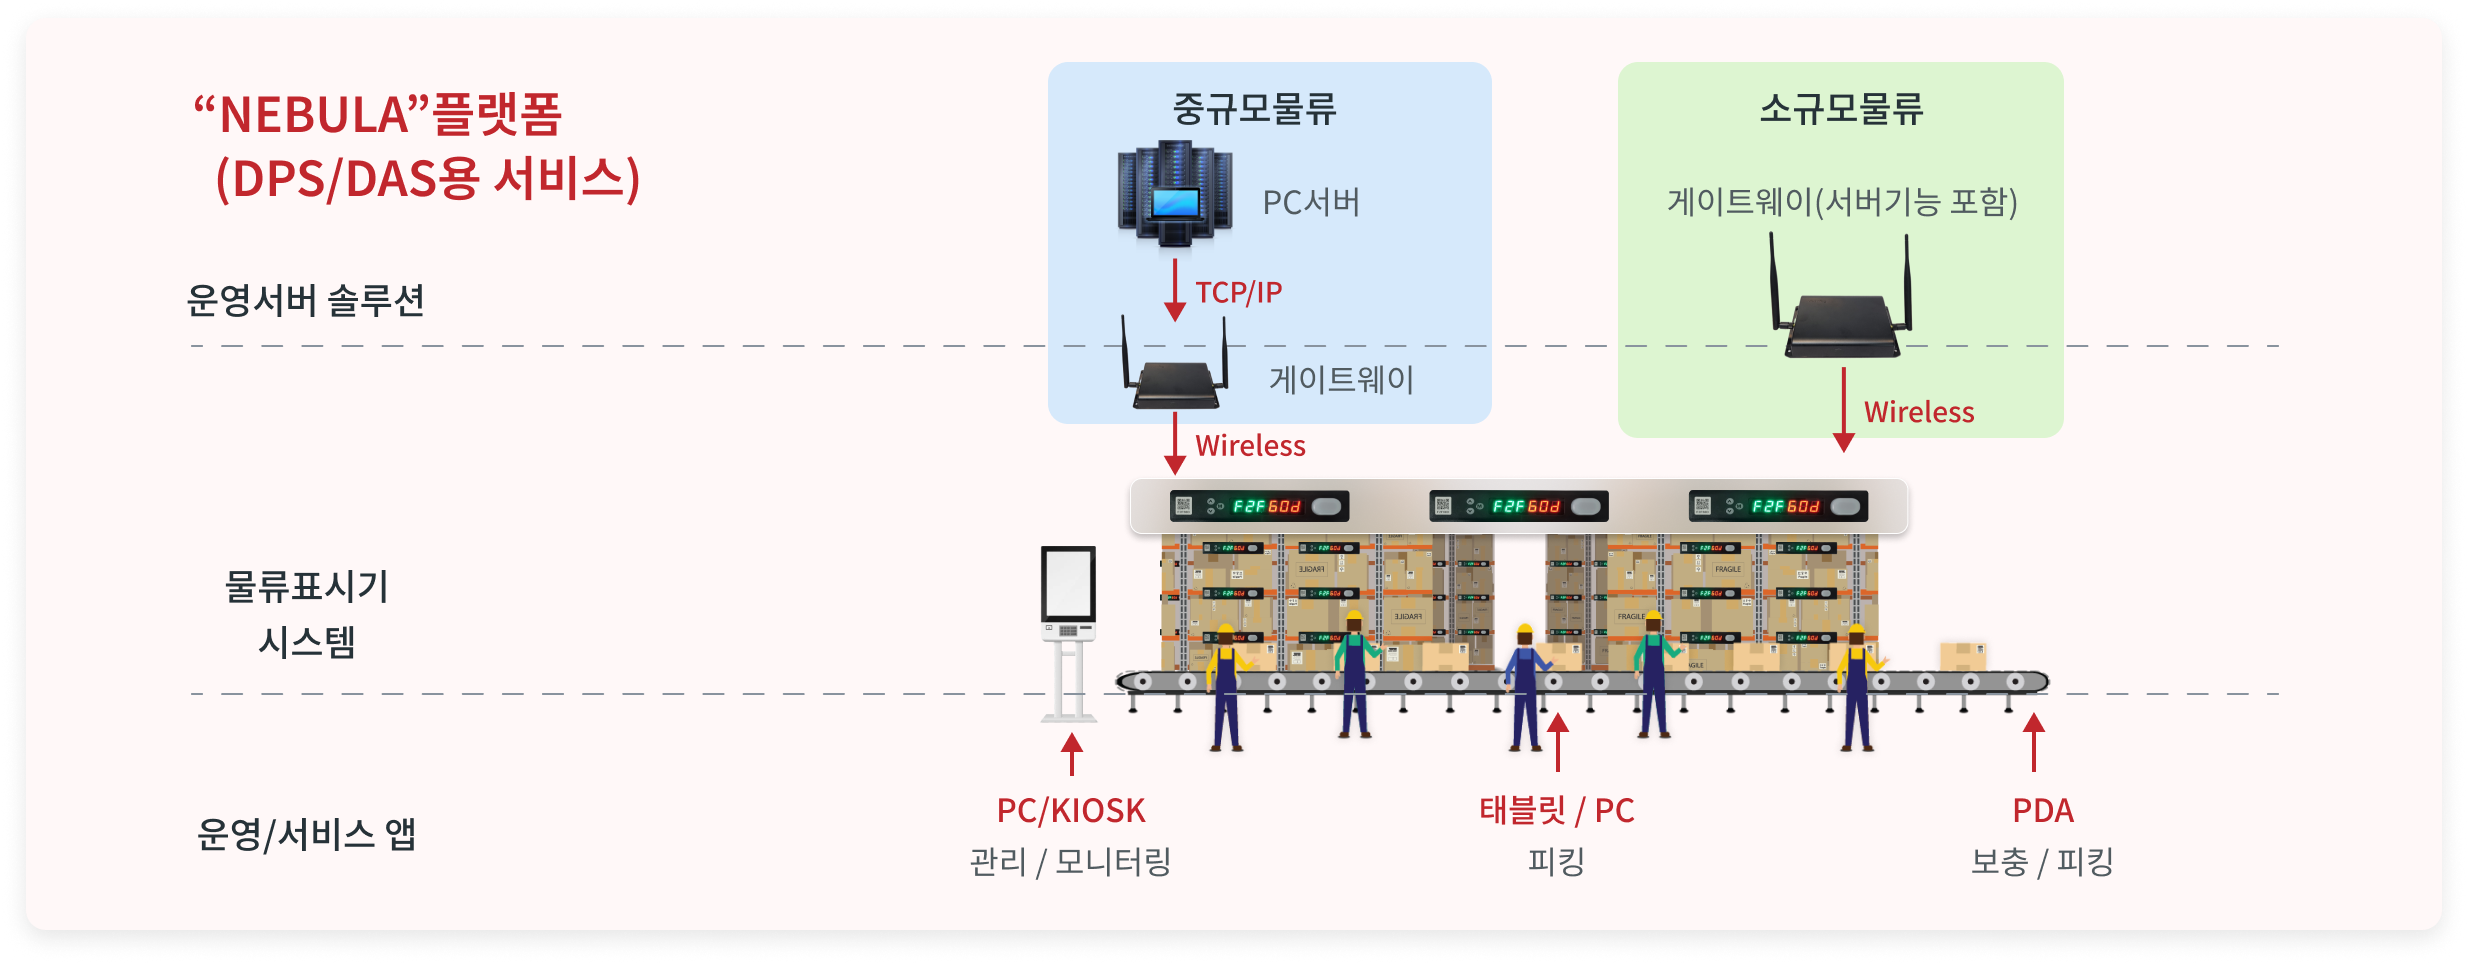 “NEBULA”플랫폼
(DPS/DAS용 서비스)
중규모물류
소규모물류
PC서버
게이트웨이(서버기능 포함)
운영서버 솔루션
TCP/IP
게이트웨이
Wireless
Wireless
F2F60d
F2F60d
F2F60d
물류표시기
시스템
FRAGILE
FRAGILE
FRAGILE
FRAGILE
운영/서비스 앱
PC/KIOSK
관리 / 모니터링
태블릿 / PC
피킹
PDA
보충 / 피킹